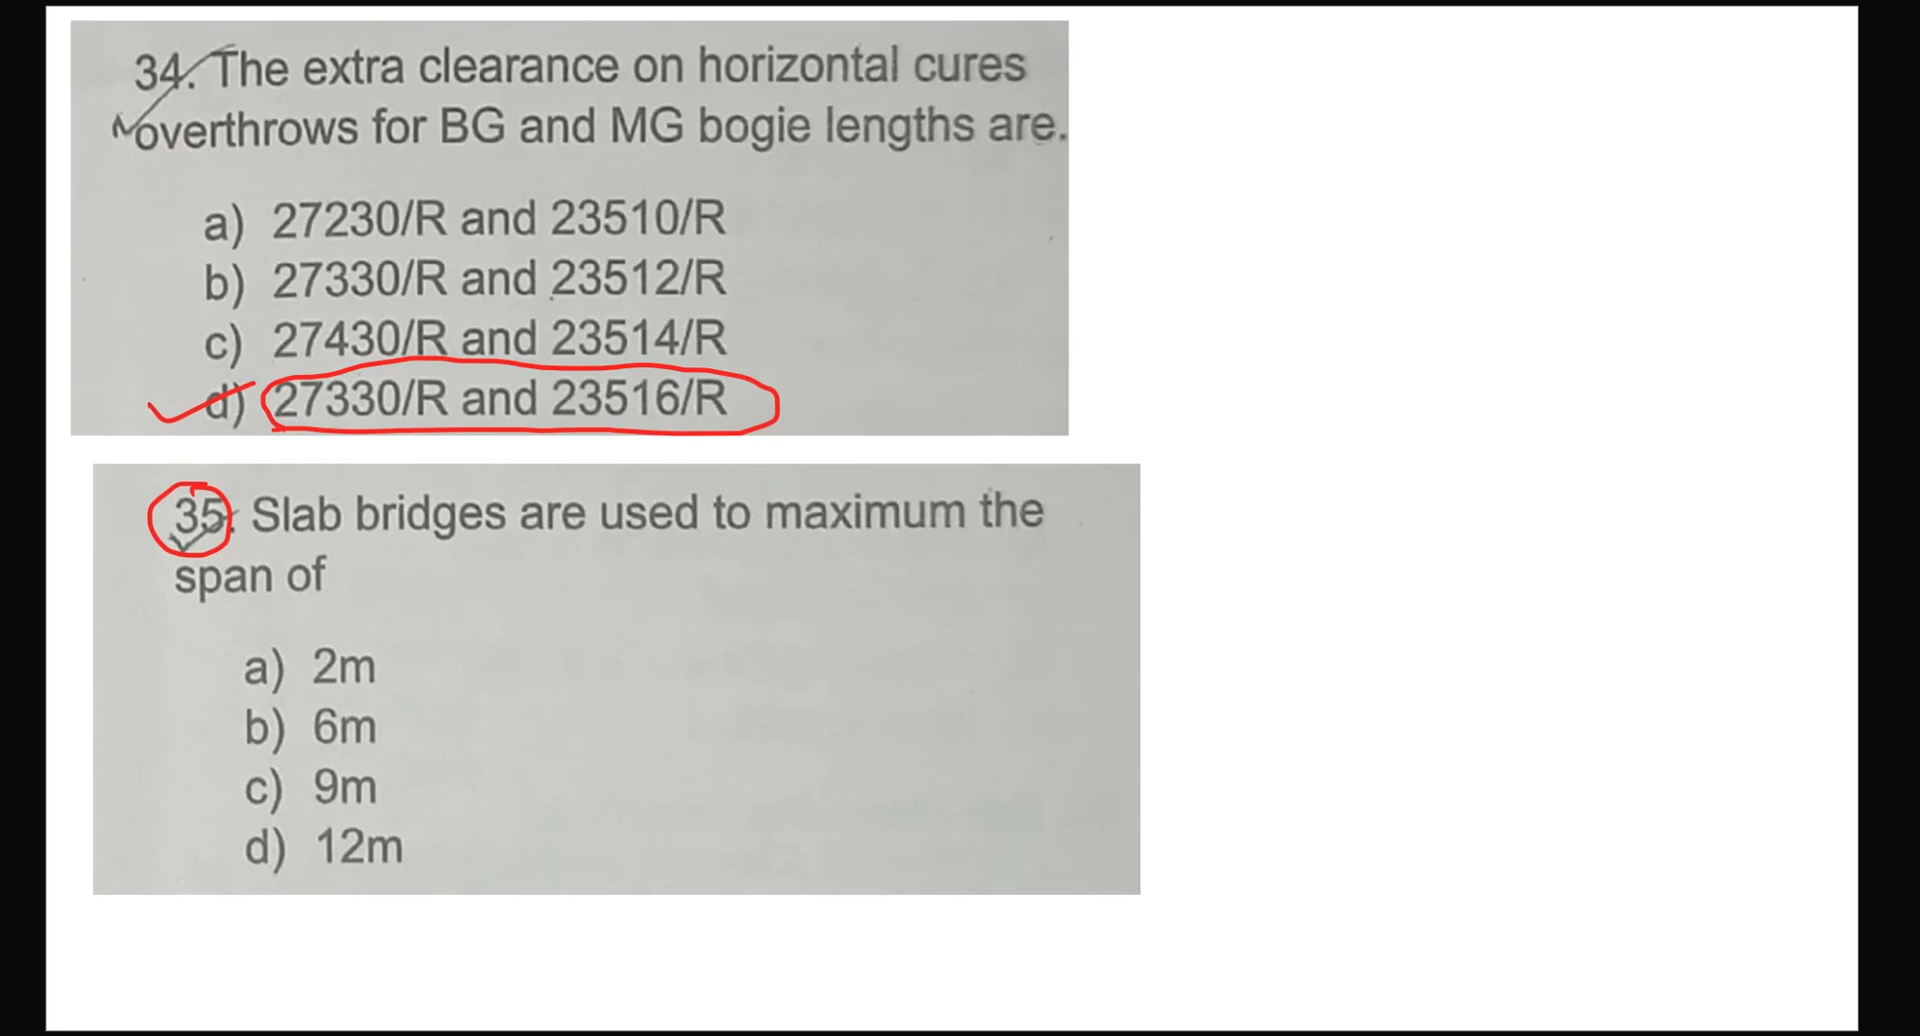 34. The extra clearance on horizontal cures
overthrows for BG and MG bogie lengths are.
a) 27230/R and 23510/R
b) 27330/R and 23512/R
c) 27430/R and 23514/R
d) 27330/R and 23516/R
35. Slab bridges are used to maximum the
span of
a) 2m
b) 6m
c) 9m
d) 12m